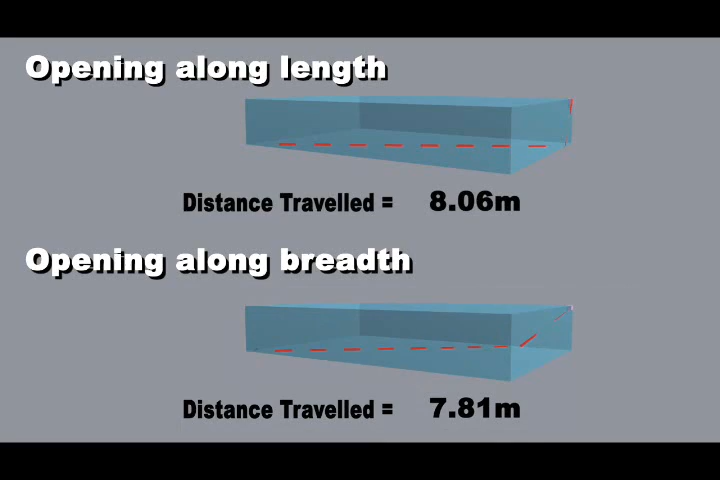 Opening along length
Distance Travelled = 8.06m
Opening along breadth
Distance Travelled = 7.81m